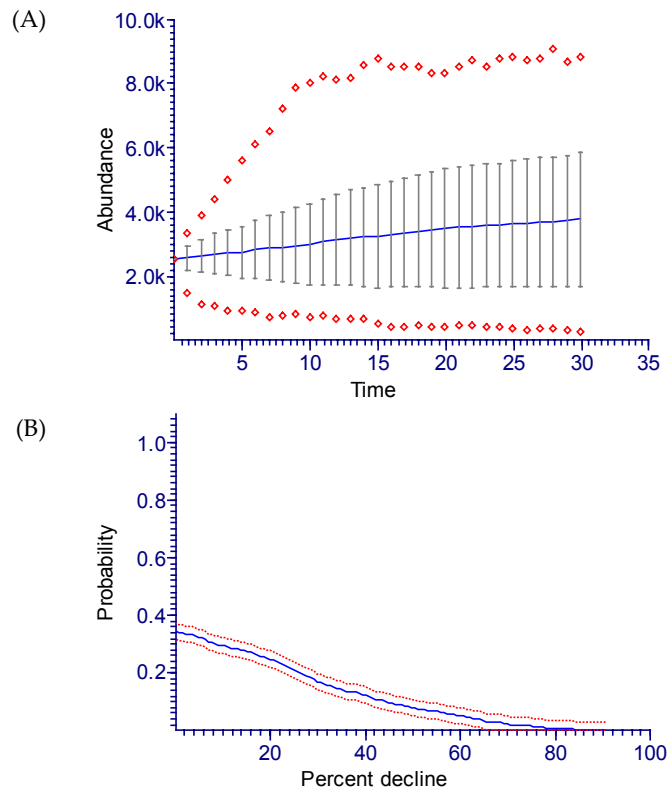 (A)
10.0k
8.0k
6.0k
4.0k
2.0k
Abundance
5 10 15 20 25 30 35
Time
(B)
1.0
0.8
0.6
0.4
0.2
Probability
20 40 60 80 100
Percent decline